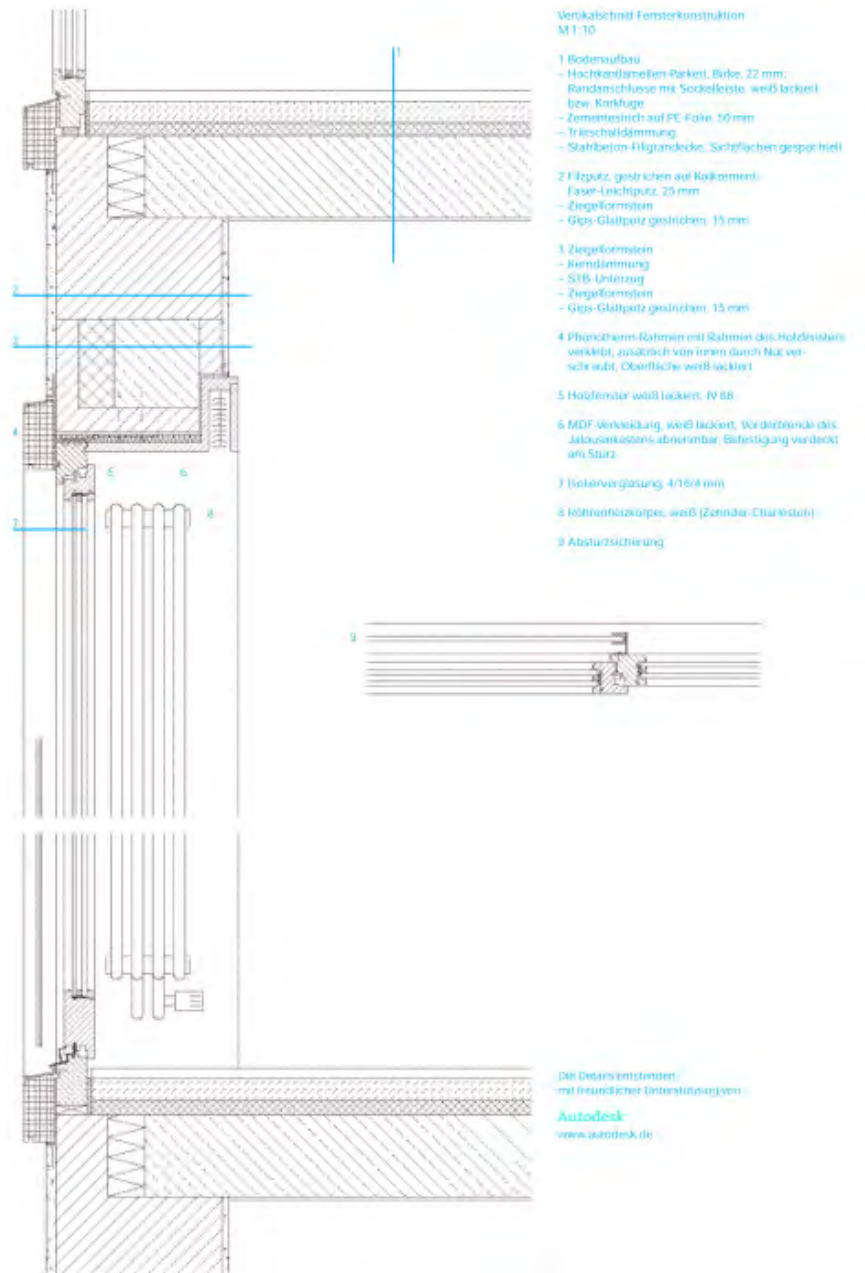 Vertikalschnitt Fensterkonstruktion
M 1:10
1 Bodenaufbau
– Hochkantlamellen-Parkett, Birke, 22 mm;
Randanschlüsse mit Sockelleiste, weiß lackiert
bzw. Korkfuge
– Zementestrich auf PE-Folie, 50 mm
– Trittschalldämmung
– Stahlbeton-Filigrandecke, Sichtflächen gespachtelt
2 Filzputz, gestrichen auf Kalkzement-
Faser-Leichtputz, 25 mm
– Ziegelformstein
– Gips-Glattputz gestrichen, 15 mm
3 Ziegelformstein
– Kerndämmung
– STB-Unterzug
– Ziegelformstein
– Gips-Glattputz gestrichen, 15 mm
4 Phonotherm-Rahmen mit Rahmen des Holzfensters
verklebt, zusätzlich von innen durch Nut ver-
schraubt, Oberfläche weiß lackiert
5 Holzfenster weiß lackiert, IV 68
6 MDF-Verkleidung, weiß lackiert, Vorderblende des
Jalousiekastens abnehmbar, Befestigung verdeckt
am Sturz
7 Isolierverglasung, 4/16/4 mm
8 Röhrenheizkörper, weiß (Zehnder-Charleston)
9 Absturzsicherung
1
2
3
4
5 6
8
7
9
Die Details entstanden
mit freundlicher Unterstützung von
Autodesk
www.autodesk.de